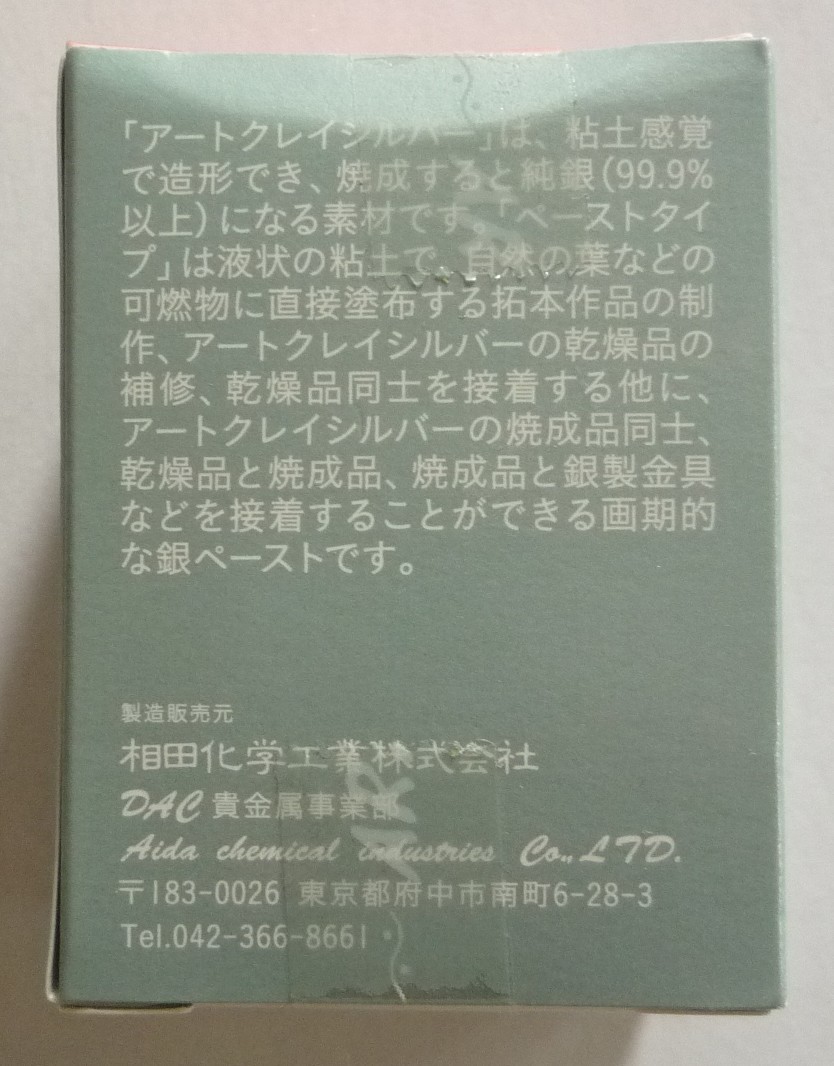 「アートクレイシルバー」は、粘土感覚
で造形でき、焼成すると純銀(99.9%
以上)になる素材です。「ペーストタイ
プ」は液状の粘土で、自然の葉などの
可燃物に直接塗布する拓本作品の制
作、アートクレイシルバーの乾燥品の
補修、乾燥品同士を接着する他に、
アートクレイシルバーの焼成品同士、
乾燥品と焼成品、焼成品と銀製金具
などを接着することができる画期的
な銀ペーストです。
製造販売元
相田化学工業株式会社
DAC 貴金属事業部
Aida chemical industries Co., LTD.
〒183-0026 東京都府中市南町6-28-3
Tel.042-366-8661